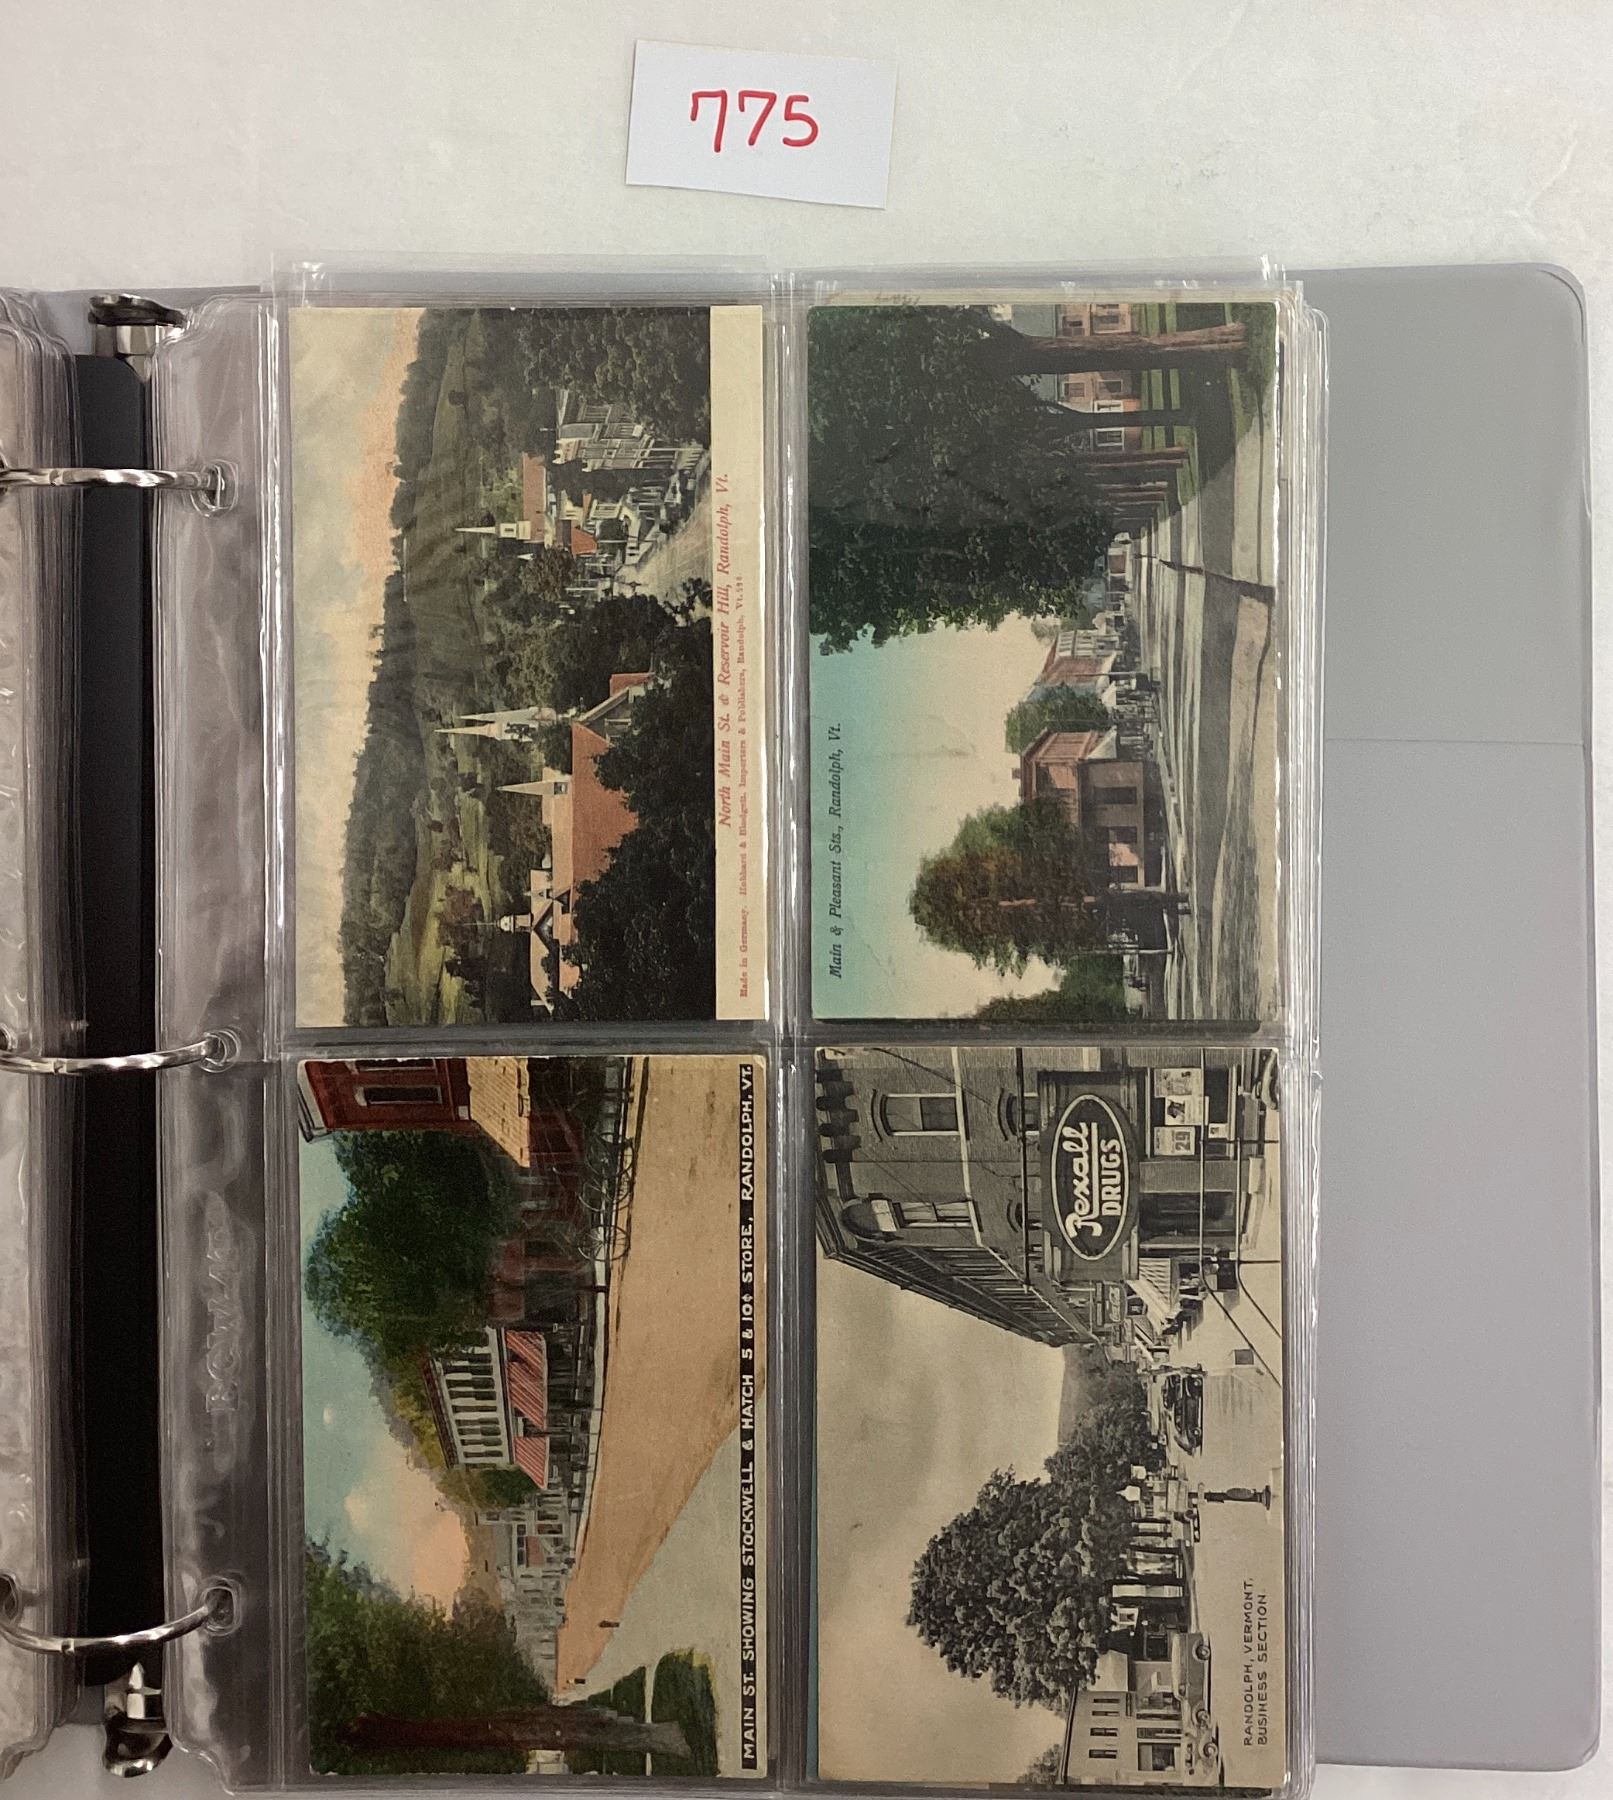 775
North Main St. & Reservoir Hill, Randolph, Vt.
Made in Germany. Hubbard & Blodgett, Importers & Publishers, Randolph, Vt.
Main & Pleasant Sts., Randolph, Vt.
MAIN ST. SHOWING STOCKWELL & HATCH 5 & 10¢ STORE, RANDOLPH, VT.
Rexall
DRUGS
29
RANDOLPH, VERMONT,
BUSINESS SECTION